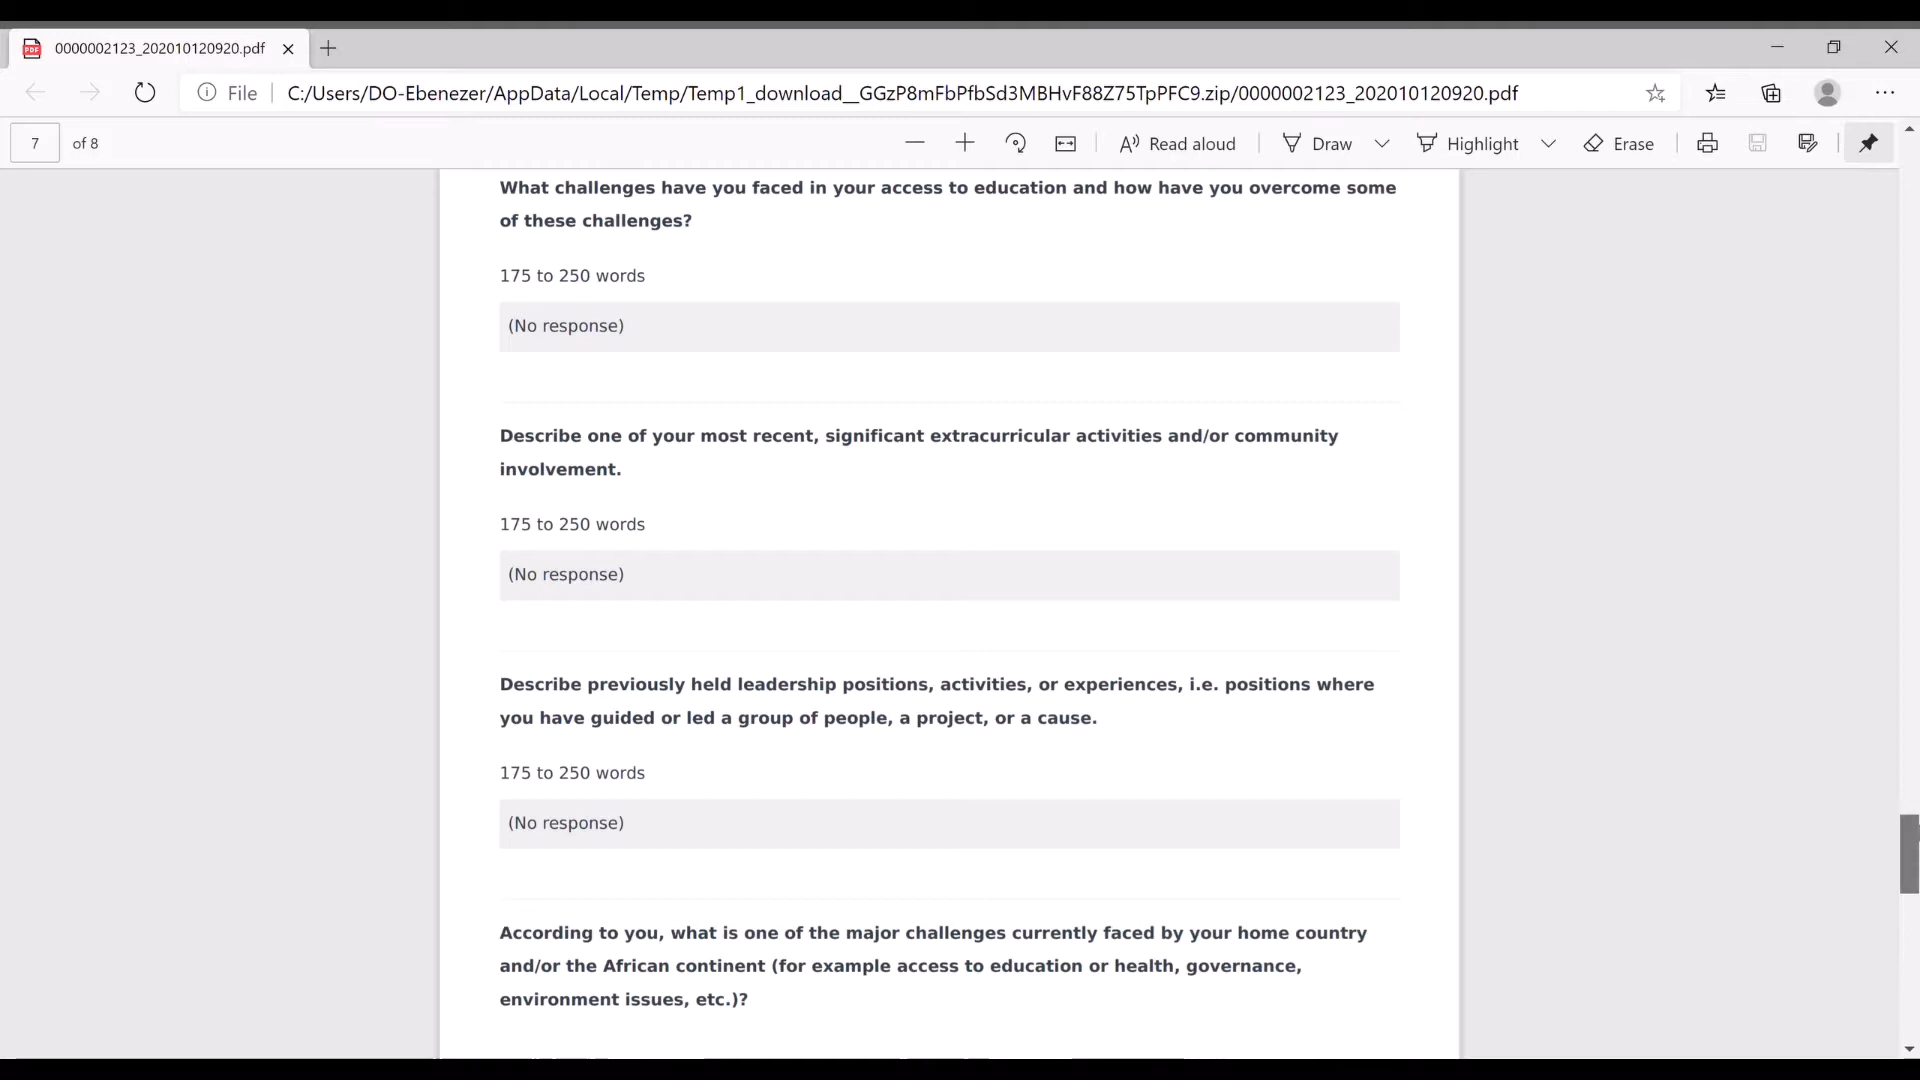 0000002123_202010120920.pdf
File
C:/Users/DO-Ebenezer/AppData/Local/Temp/Temp1_download__GGzP8mFbPfbSd3MBHvF88Z75TpPFC9.zip/0000002123_202010120920.pdf
7 of 8
Read aloud
Draw
Highlight
Erase
What challenges have you faced in your access to education and how have you overcome some
of these challenges?
175 to 250 words
(No response)
Describe one of your most recent, significant extracurricular activities and/or community
involvement.
175 to 250 words
(No response)
Describe previously held leadership positions, activities, or experiences, i.e. positions where
you have guided or led a group of people, a project, or a cause.
175 to 250 words
(No response)
According to you, what is one of the major challenges currently faced by your home country
and/or the African continent (for example access to education or health, governance,
environment issues, etc.)?